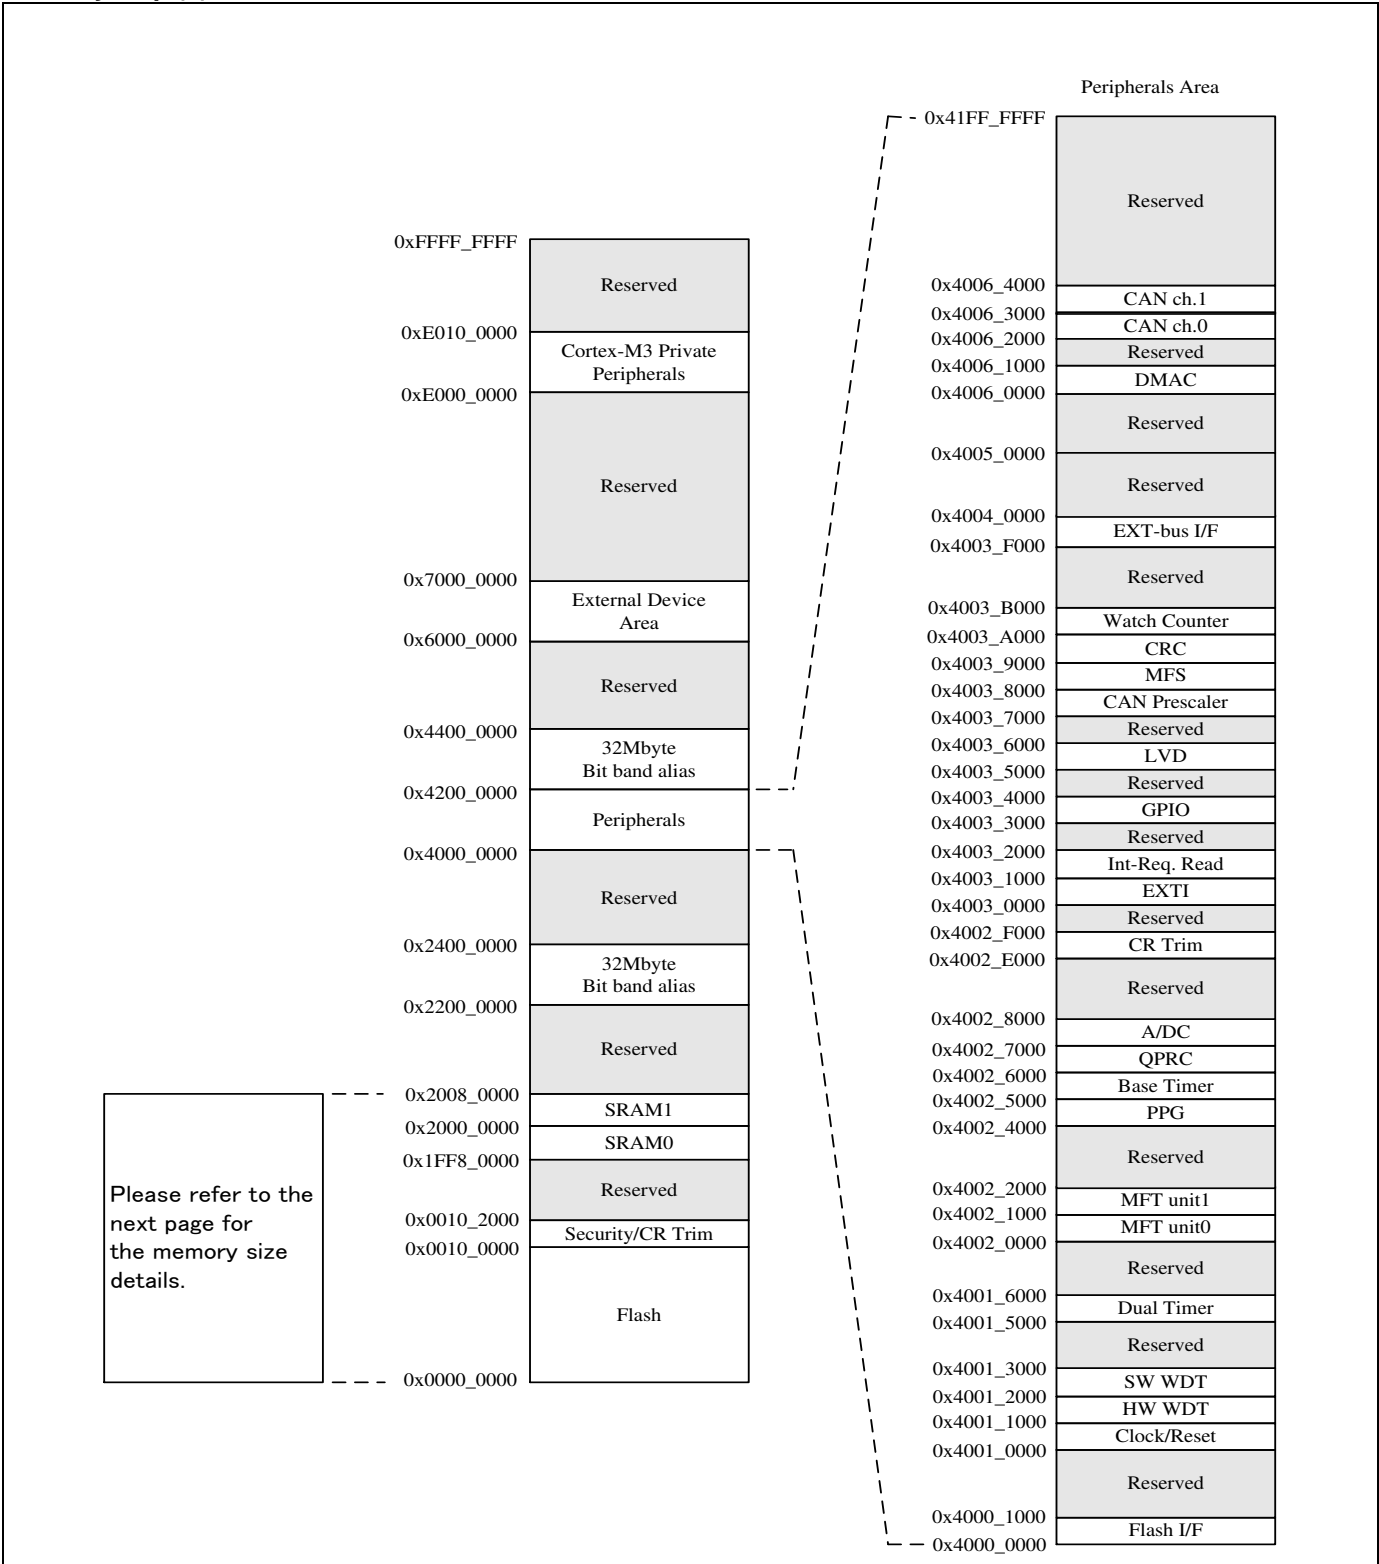 Peripherals Area
0x41FF_FFFF
Reserved
0x4006_4000
CAN ch.1
0x4006_3000
CAN ch.0
0x4006_2000
Reserved
0x4006_1000
DMAC
0x4006_0000
Reserved
0x4005_0000
Reserved
0x4004_0000
EXT-bus I/F
0x4003_F000
Reserved
0x4003_B000
Watch Counter
0x4003_A000
CRC
0x4003_9000
MFS
0x4003_8000
CAN Prescaler
0x4003_7000
Reserved
0x4003_6000
LVD
0x4003_5000
Reserved
0x4003_4000
GPIO
0x4003_3000
Reserved
0x4003_2000
Int-Req. Read
0x4003_1000
EXTI
0x4003_0000
Reserved
0x4002_F000
CR Trim
0x4002_E000
Reserved
0x4002_8000
A/DC
0x4002_7000
QPRC
0x4002_6000
Base Timer
0x4002_5000
PPG
0x4002_4000
Reserved
0x4002_2000
MFT unit1
0x4002_1000
MFT unit0
0x4002_0000
Reserved
0x4001_6000
Dual Timer
0x4001_5000
Reserved
0x4001_3000
SW WDT
0x4001_2000
HW WDT
0x4001_1000
Clock/Reset
0x4001_0000
Reserved
0x4000_1000
Flash I/F
0x4000_0000
0xFFFF_FFFF
Reserved
0xE010_0000
Cortex-M3 Private
Peripherals
0xE000_0000
Reserved
0x7000_0000
External Device
Area
0x6000_0000
Reserved
0x4400_0000
32Mbyte
Bit band alias
0x4200_0000
Peripherals
0x4000_0000
Reserved
0x2400_0000
32Mbyte
Bit band alias
0x2200_0000
Reserved
0x2008_0000
SRAM1
0x2000_0000
SRAM0
0x1FF8_0000
Reserved
0x0010_2000
Security/CR Trim
0x0010_0000
Flash
0x0000_0000
Please refer to the
next page for
the memory size
details.